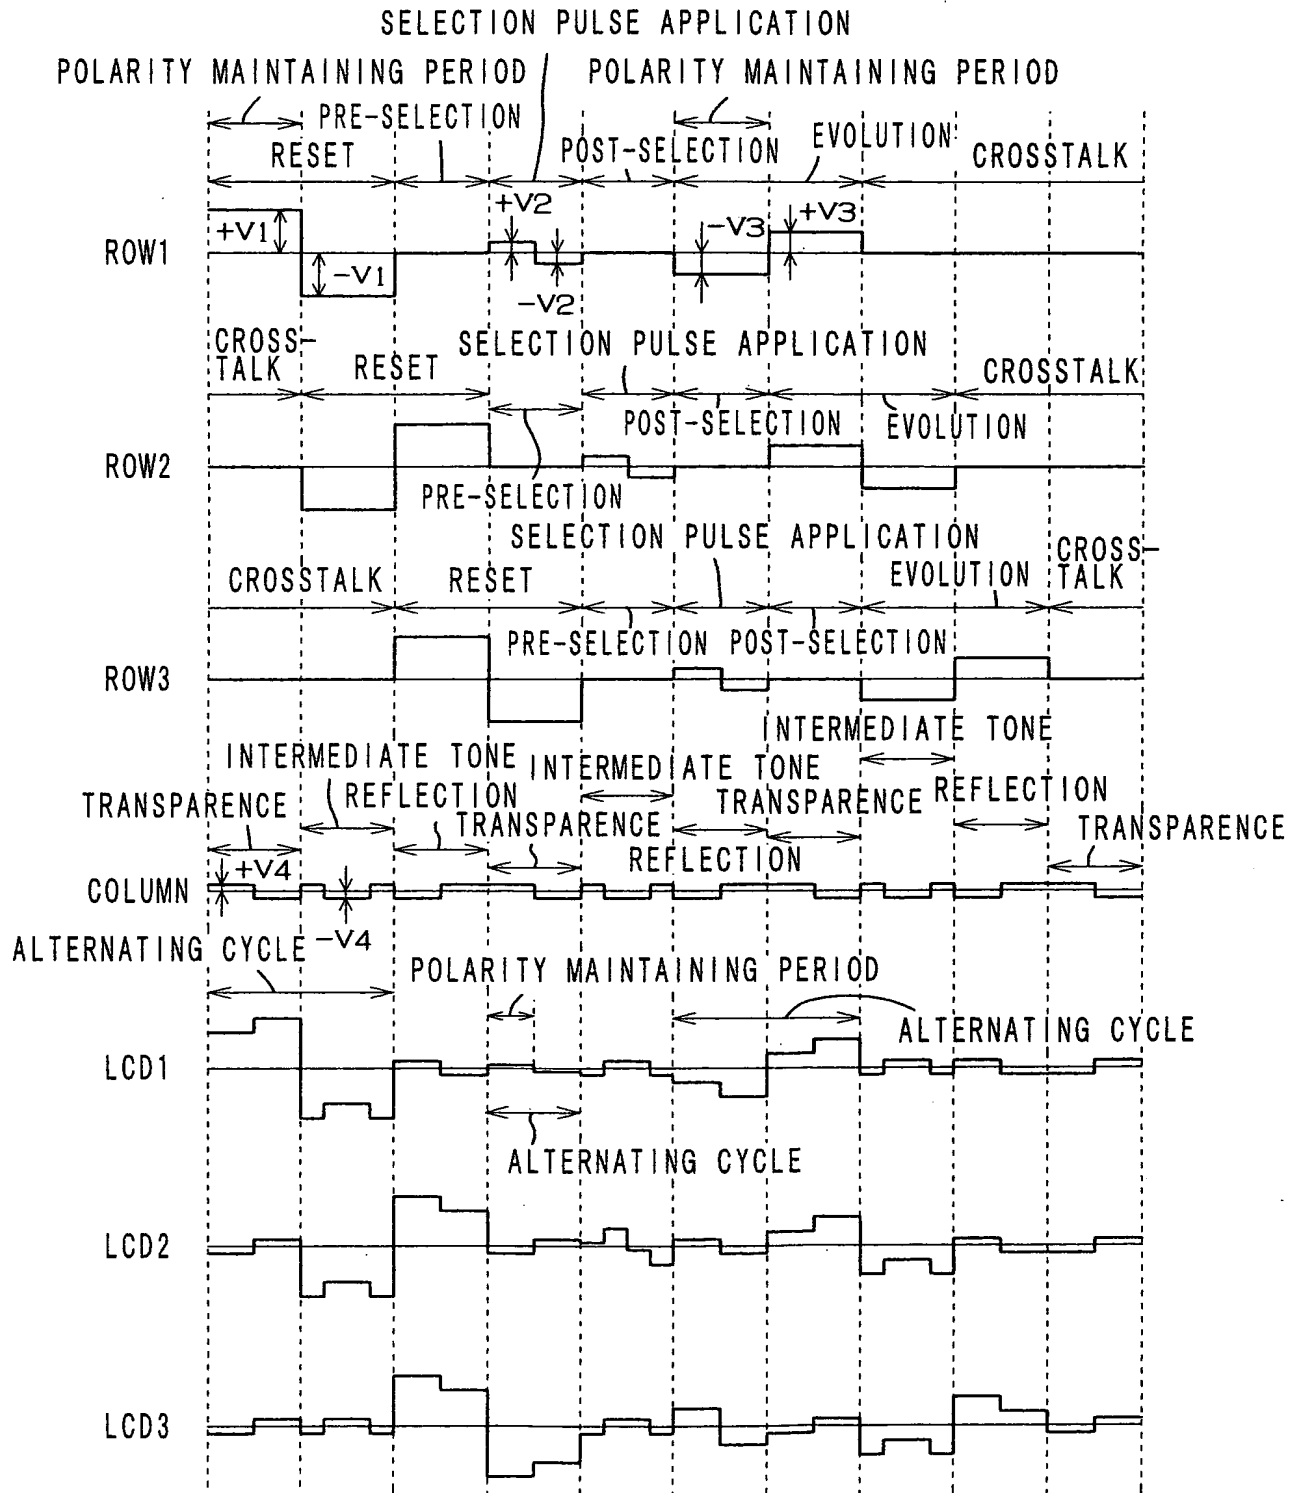 SELECTION PULSE APPLICATION
POLARITY MAINTAINING PERIOD POLARITY MAINTAINING PERIOD
PRE-SELECTION
RESET POST-SELECTION EVOLUTION CROSSTALK
+V2
+V1 -V3 +V3
ROW1
-V1
-V2
CROSS-
TALK RESET SELECTION PULSE APPLICATION CROSSTALK
POST-SELECTION EVOLUTION
ROW2
PRE-SELECTION
SELECTION PULSE APPLICATION
CROSSTALK RESET EVOLUTION CROSS-
TALK
PRE-SELECTION POST-SELECTION
ROW3
INTERMEDIATE TONE
INTERMEDIATE TONE INTERMEDIATE TONE
TRANSPARENCE REFLECTION TRANSPARENCE REFLECTION
TRANSPARENCE TRANSPARENCE
REFLECTION
+V4
COLUMN
-V4
ALTERNATING CYCLE
POLARITY MAINTAINING PERIOD
ALTERNATING CYCLE
LCD1
ALTERNATING CYCLE
LCD2
LCD3